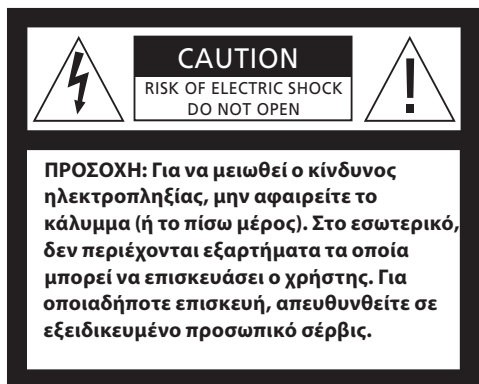 CAUTION
RISK OF ELECTRIC SHOCK
DO NOT OPEN
ΠΡΟΣΟΧΗ: Για να μειωθεί ο κίνδυνος
ηλεκτροπληξίας, μην αφαιρείτε το
κάλυμμα (ή το πίσω μέρος). Στο εσωτερικό,
δεν περιέχονται εξαρτήματα τα οποία
μπορεί να επισκευάσει ο χρήστης. Για
οποιαδήποτε επισκευή, απευθυνθείτε σε
εξειδικευμένο προσωπικό σέρβις.